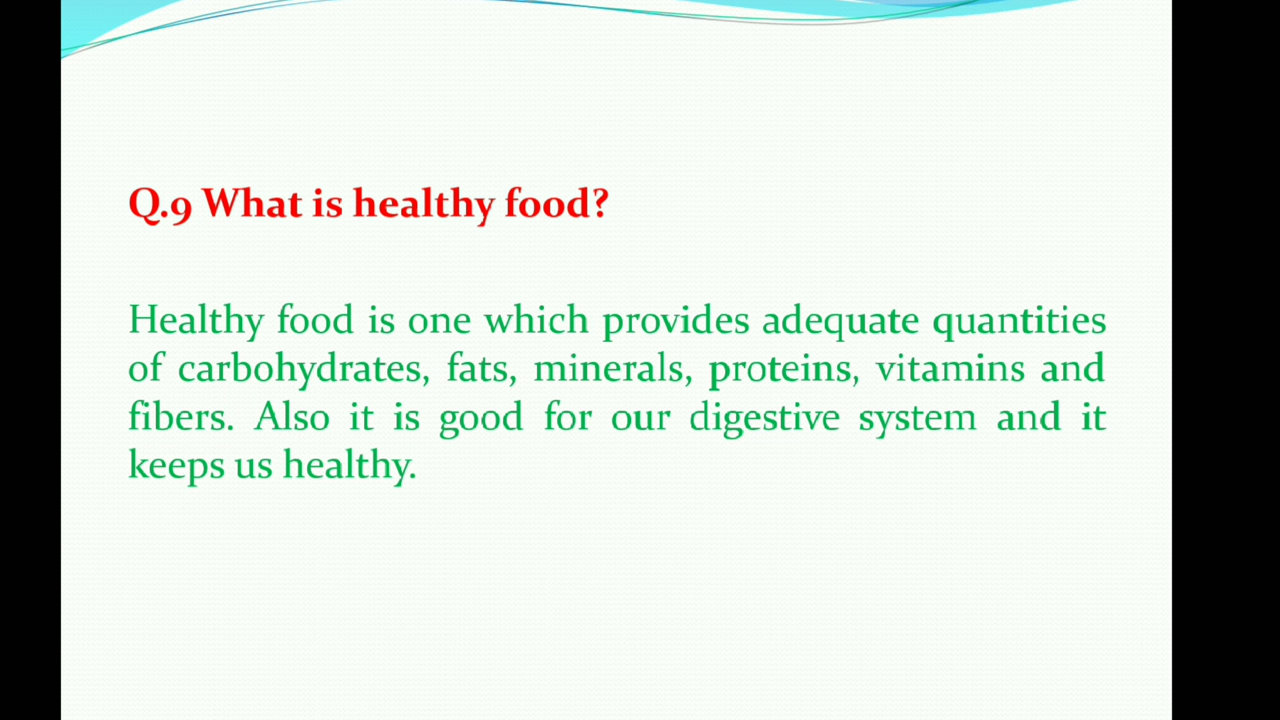 Q.9 What is healthy food?
Healthy food is one which provides adequate quantities
of carbohydrates, fats, minerals, proteins, vitamins and
fibers. Also it is good for our digestive system and it
keeps us healthy.